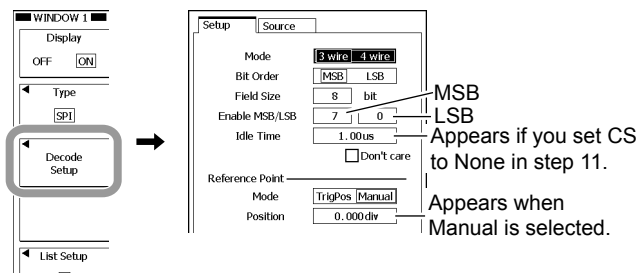 WINDOW 1
Display
OFF ON
Type
SPI
Decode
Setup
List Setup
Setup Source
Mode 3 wire 4 wire
Bit Order MSB LSB
Field Size 8 bit
Enable MSB/LSB 7 0
Idle Time 1.00us
Don't care
Reference Point
Mode TrigPos Manual
Position 0.000div
MSB
LSB
Appears if you set CS
to None in step 11.
Appears when
Manual is selected.